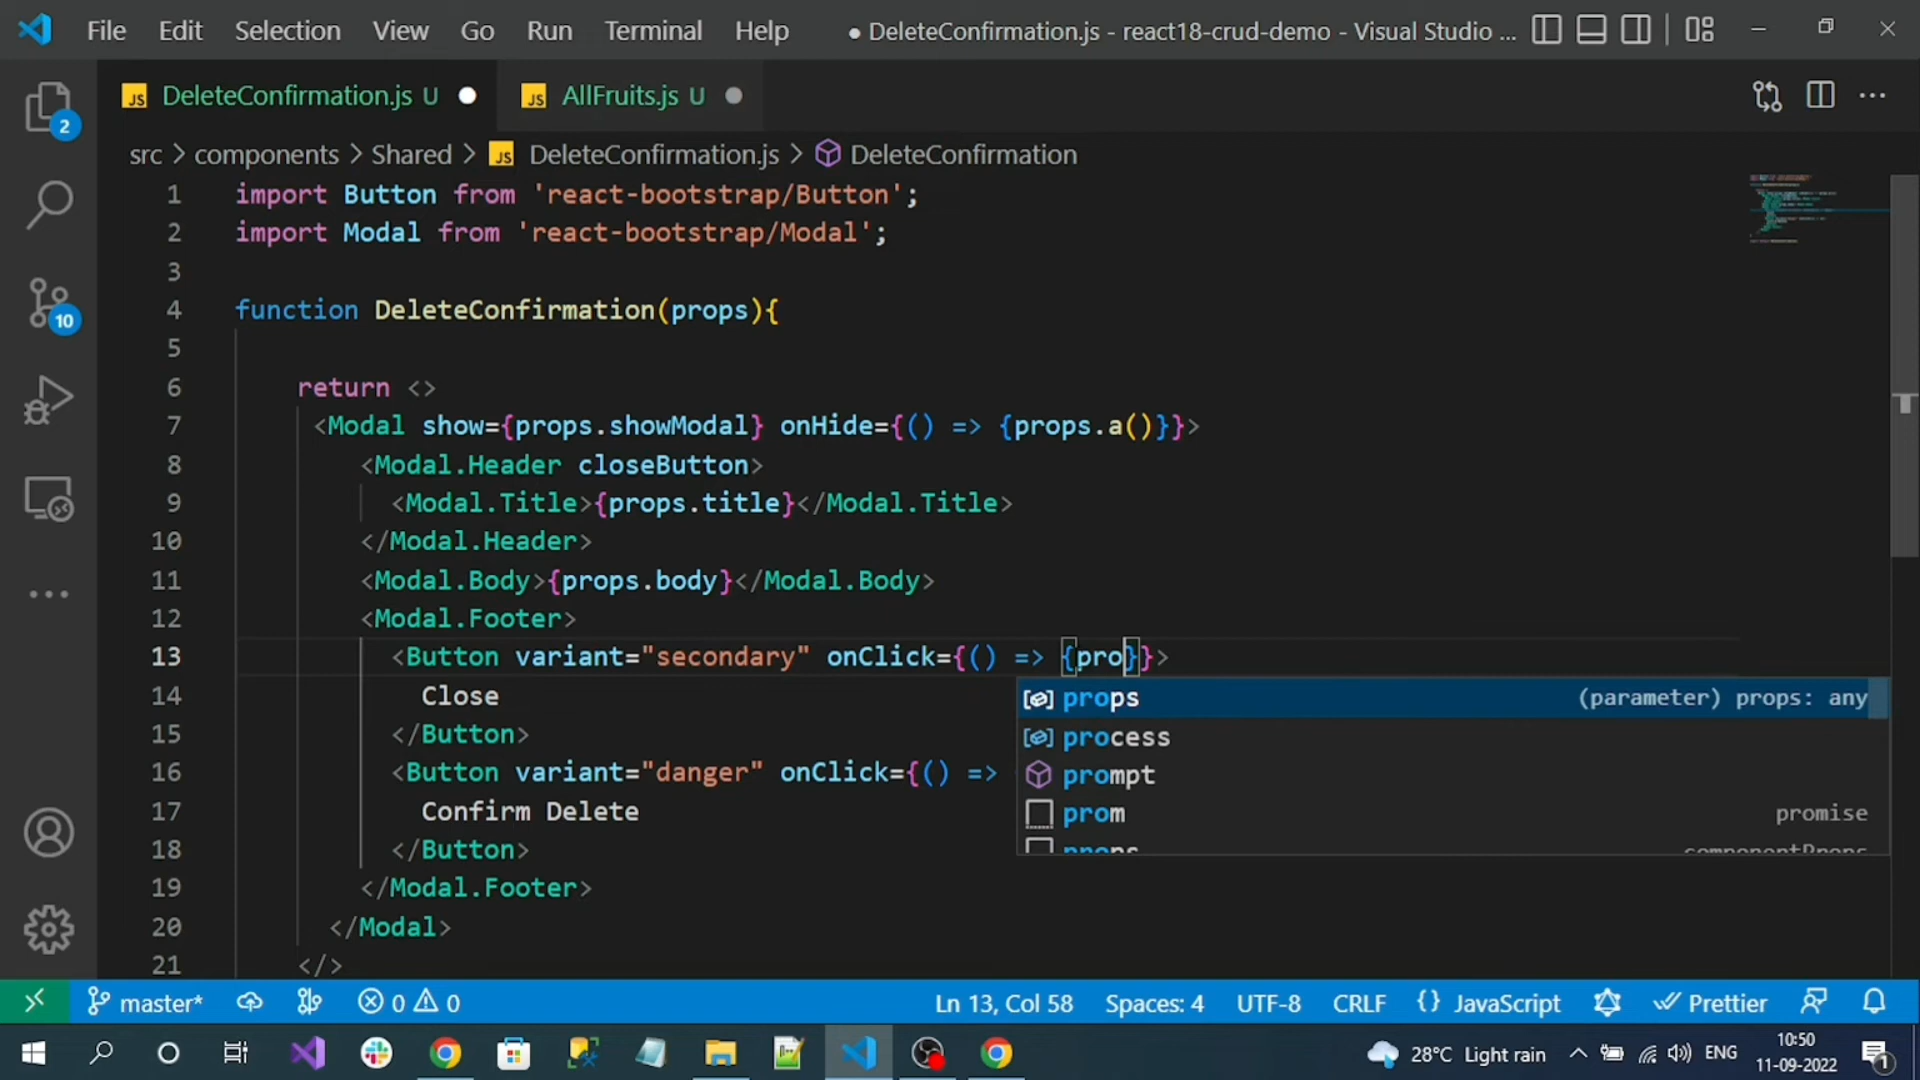 File Edit Selection View Go Run Terminal Help ● DeleteConfirmation.js - react18-crud-demo - Visual Studio ...
JS DeleteConfirmation.js U ● JS AllFruits.js U ●
src > components > Shared > JS DeleteConfirmation.js > DeleteConfirmation
2
10
1 import Button from 'react-bootstrap/Button';
2 import Modal from 'react-bootstrap/Modal';
3
4 function DeleteConfirmation(props){
5
6 return <>
7 <Modal show={props.showModal} onHide={() => {props.a()}}>
8 <Modal.Header closeButton>
9 <Modal.Title>{props.title}</Modal.Title>
10 </Modal.Header>
11 <Modal.Body>{props.body}</Modal.Body>
12 <Modal.Footer>
13 <Button variant="secondary" onClick={() => {pro}}>
14 Close
15 </Button>
16 <Button variant="danger" onClick={() =>
17 Confirm Delete
18 </Button>
19 </Modal.Footer>
20 </Modal>
21 </>
props (parameter) props: any
process
prompt
prom promise
props componentProps
master* 0 0 Ln 13, Col 58 Spaces: 4 UTF-8 CRLF {} JavaScript Prettier
28°C Light rain ENG 10:50
11-09-2022 1